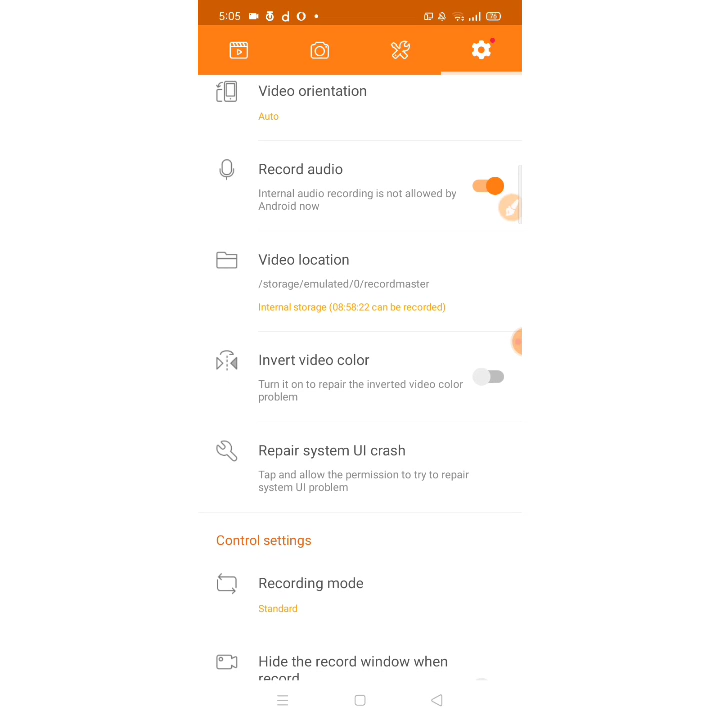 5:05
76
Video orientation
Auto
Record audio
Internal audio recording is not allowed by
Android now
Video location
/storage/emulated/0/recordmaster
Internal storage (08:58:22 can be recorded)
Invert video color
Turn it on to repair the inverted video color
problem
Repair system UI crash
Tap and allow the permission to try to repair
system UI problem
Control settings
Recording mode
Standard
Hide the record window when
record